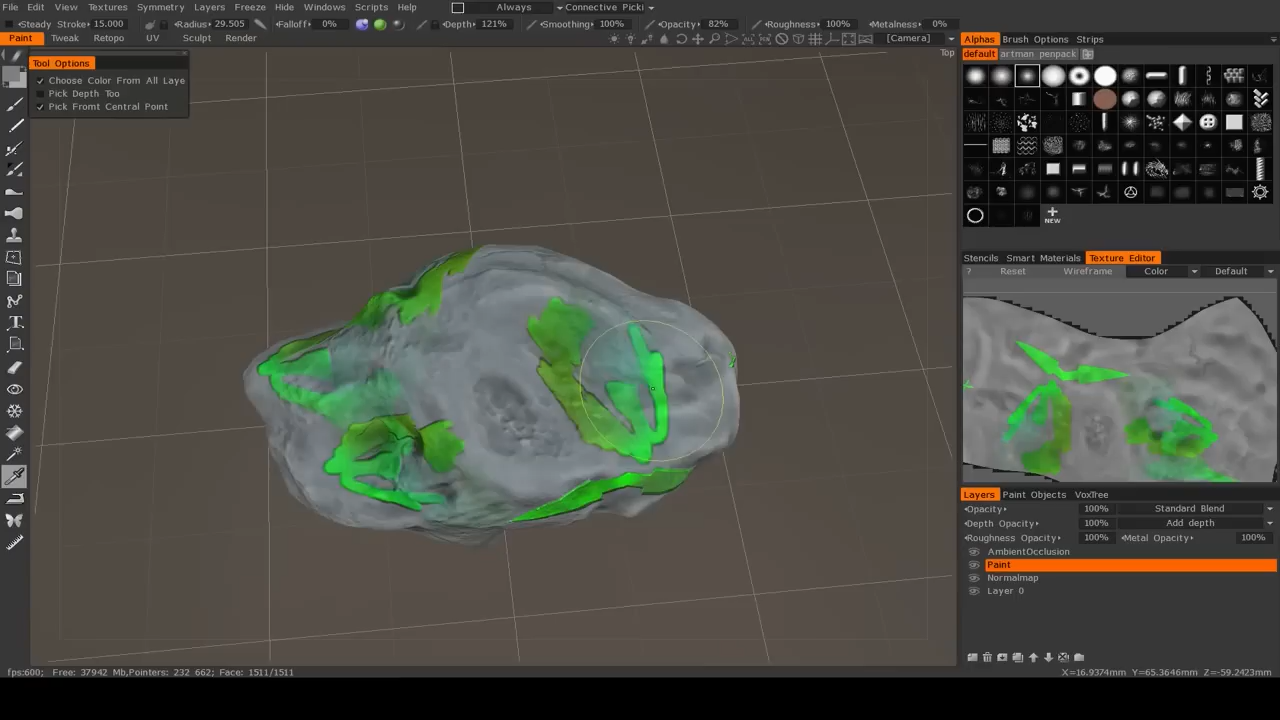 File Edit View Textures Symmetry Layers Freeze Hide Windows Scripts Help Always Connective Picki
Steady Stroke 15.000 Radius 29.505 Falloff 0% Depth 121% Smoothing 100% Opacity 82% Roughness 100% Metalness 0%
Paint Tweak Retopo UV Sculpt Render [Camera]
Tool Options
Choose Color From All Laye
Pick Depth Too
Pick Fromt Central Point
Top
Alphas Brush Options Strips
default artman penpack
NEW
Stencils Smart Materials Texture Editor
? Reset Wireframe Color Default
Layers Paint Objects VoxTree
Opacity 100% Standard Blend
Depth Opacity 100% Add depth
Roughness Opacity 100% Metal Opacity 100%
AmbientOcclusion
Paint
Normalmap
Layer 0
fps:600; Free: 37942 Mb,Pointers: 232 662; Face: 1511/1511 X=16.9374mm Y=65.3646mm Z=-59.2423mm